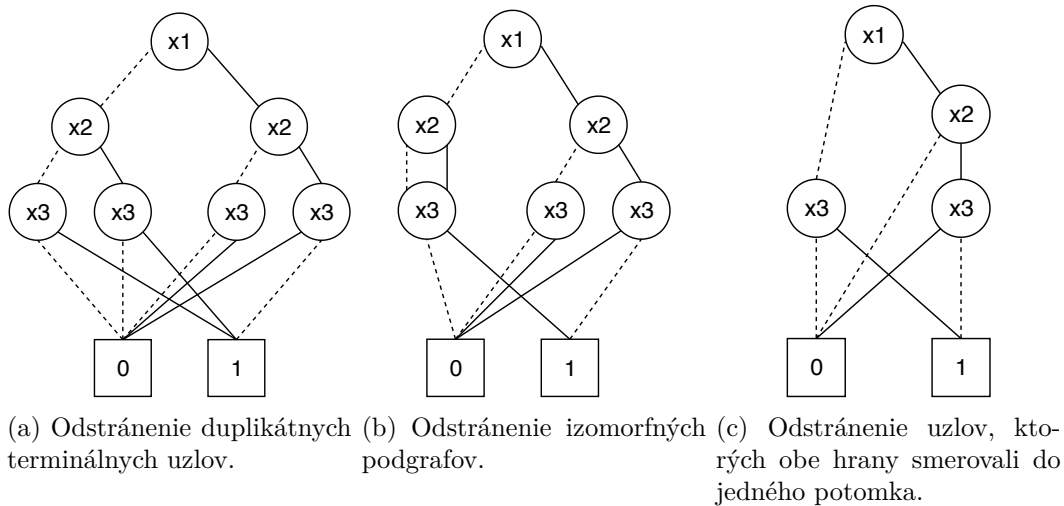 x1
x2
x2
x3
x3
x3
x3
0
1
(a) Odstránenie duplikátnych
terminálnych uzlov.
x1
x2
x2
x3
x3
x3
0
1
(b) Odstránenie izomorfných
podgrafov.
x1
x2
x3
x3
0
1
(c) Odstránenie uzlov, kto-
rých obe hrany smerovali do
jedného potomka.